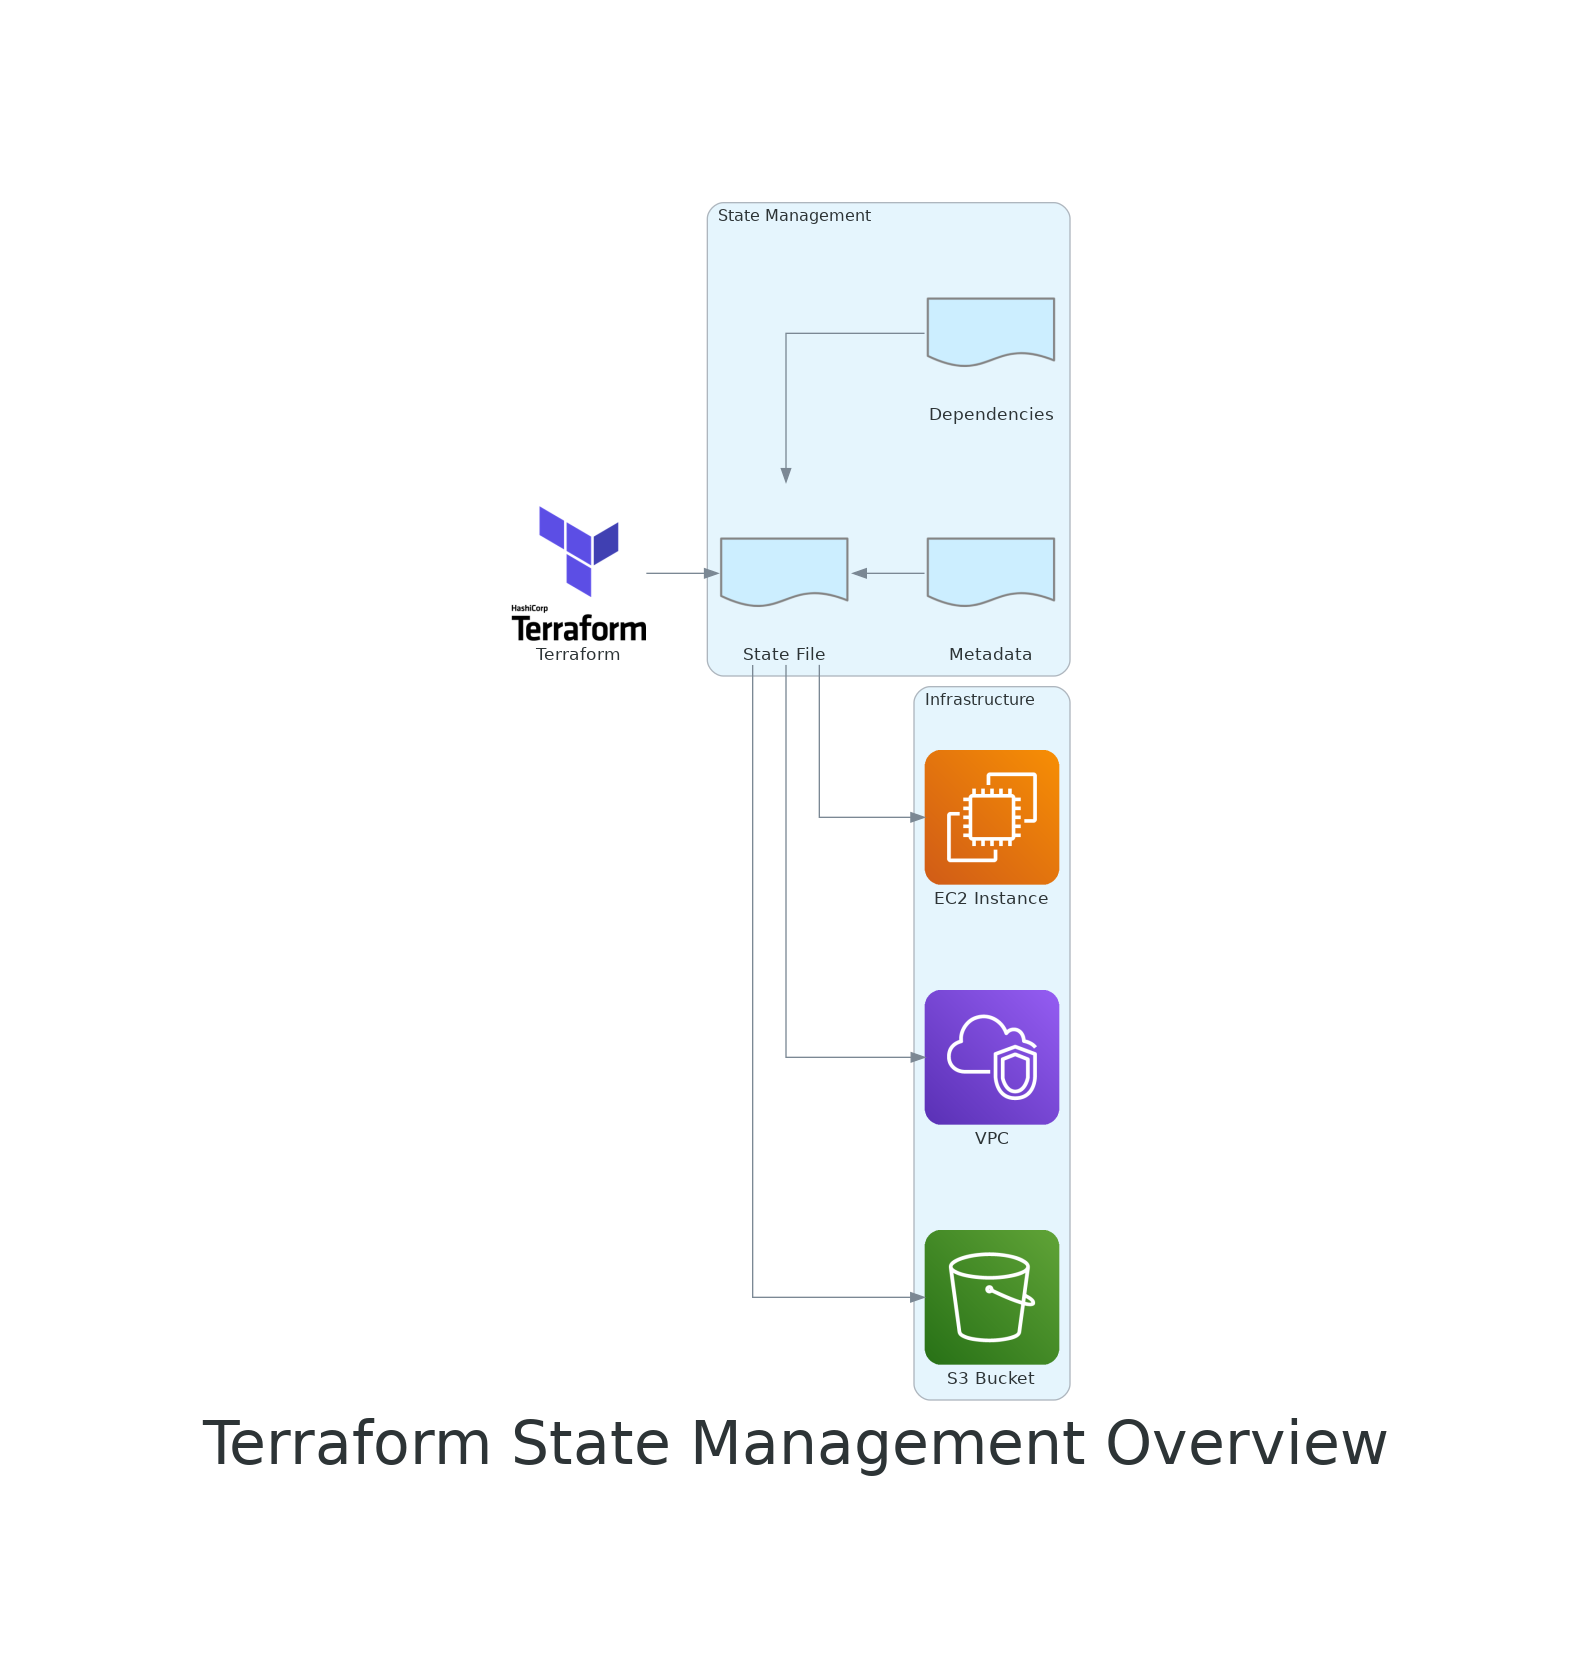 State Management
Dependencies
HashiCorp
Terraform
Terraform
State File
Metadata
Infrastructure
EC2 Instance
VPC
S3 Bucket
Terraform State Management Overview